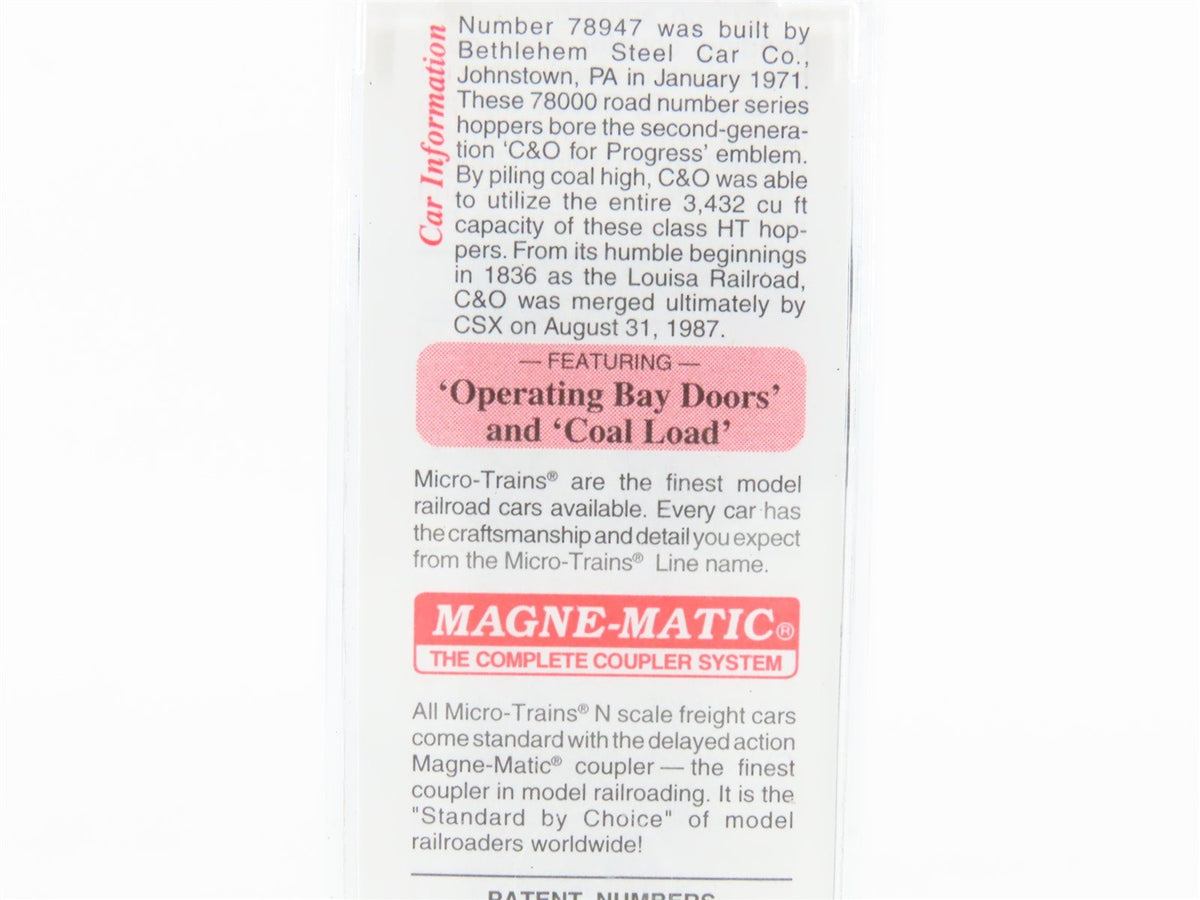 Car Information
Number 78947 was built by
Bethlehem Steel Car Co.,
Johnstown, PA in January 1971.
These 78000 road number series
hoppers bore the second-genera-
tion ‘C&O for Progress’ emblem.
By piling coal high, C&O was able
to utilize the entire 3,432 cu ft
capacity of these class HT hop-
pers. From its humble beginnings
in 1836 as the Louisa Railroad,
C&O was merged ultimately by
CSX on August 31, 1987.
— FEATURING —
‘Operating Bay Doors’
and ‘Coal Load’
Micro-Trains® are the finest model
railroad cars available. Every car has
the craftsmanship and detail you expect
from the Micro-Trains® Line name.
MAGNE-MATIC®
THE COMPLETE COUPLER SYSTEM
All Micro-Trains® N scale freight cars
come standard with the delayed action
Magne-Matic® coupler — the finest
coupler in model railroading. It is the
"Standard by Choice" of model
railroaders worldwide!
PATENT NUMBERS